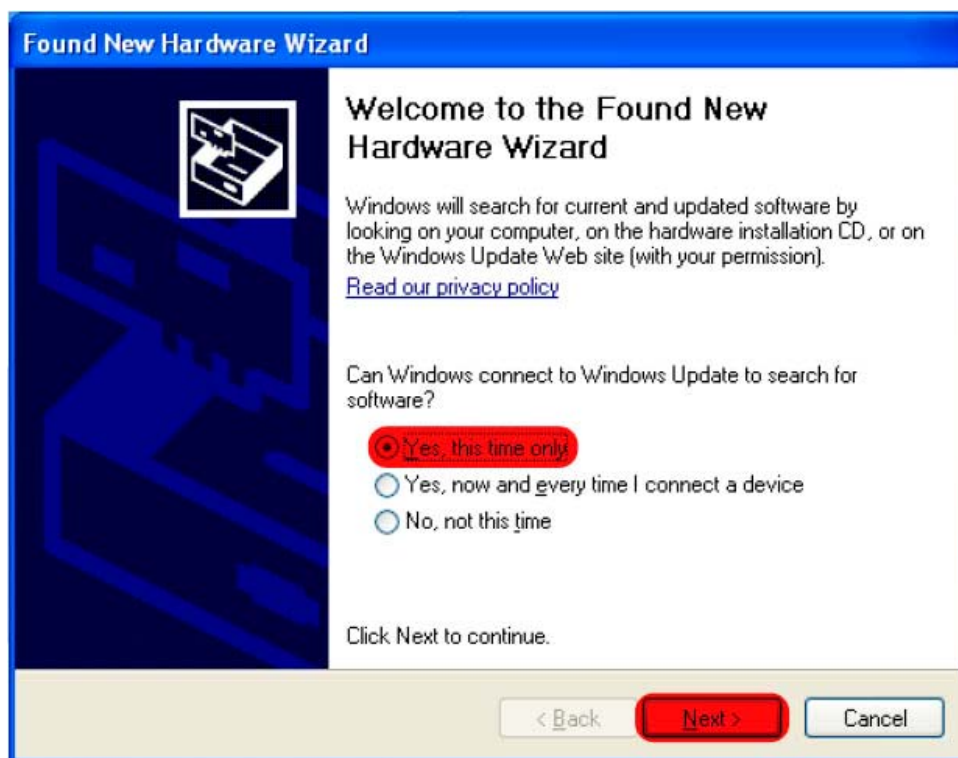 Found New Hardware Wizard
Welcome to the Found New
Hardware Wizard
Windows will search for current and updated software by
looking on your computer, on the hardware installation CD, or on
the Windows Update Web site (with your permission).
Read our privacy policy
Can Windows connect to Windows Update to search for
software?
Yes, this time only
Yes, now and every time I connect a device
No, not this time
Click Next to continue.
< Back Next > Cancel